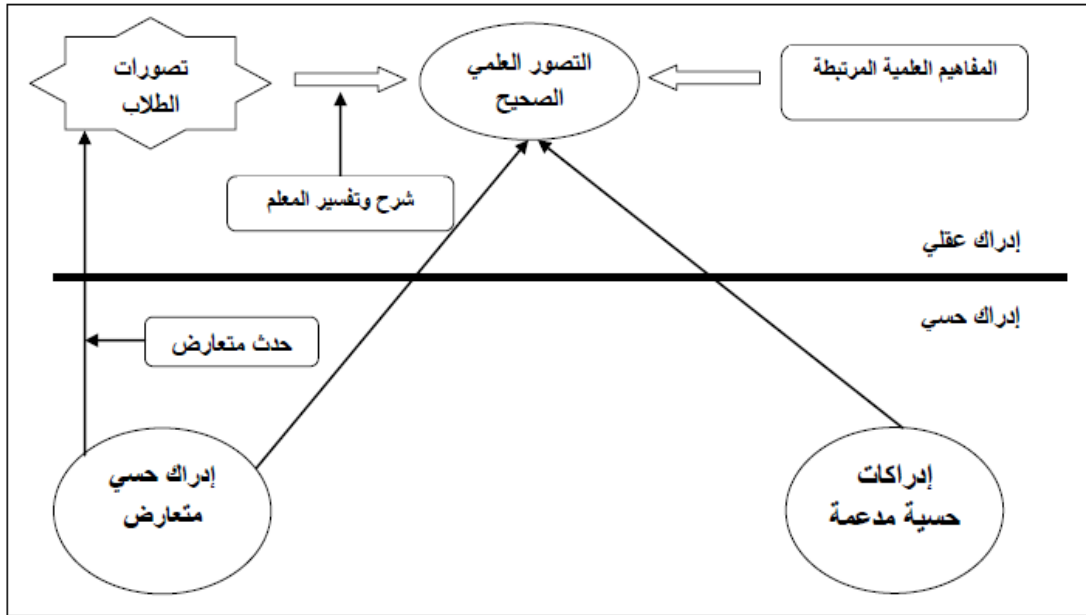 المفاهيم العلمية المرتبطة
التصور العلمي
الصحيح
تصورات
الطلاب
شرح وتفسير المعلم
إدراك عقلي
إدراك حسي
حدث متعارض
إدراكات
حسية مدعمة
إدراك حسي
متعارض